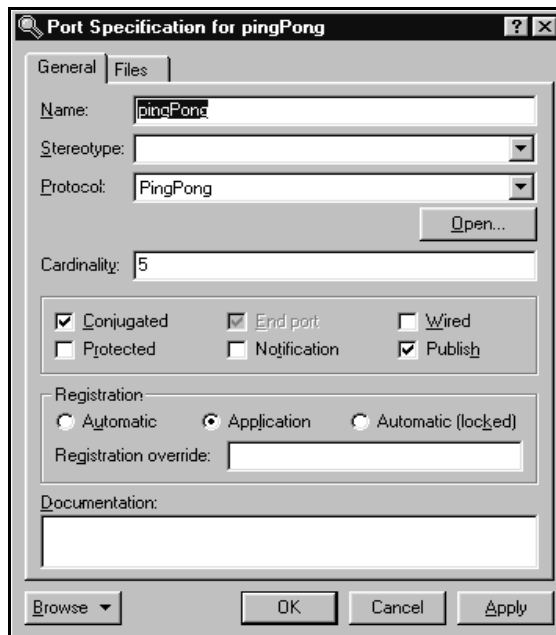 Port Specification for pingPong
General Files
Name: pingPong
Stereotype:
Protocol: PingPong
Open...
Cardinality: 5
Conjugated End port Wired
Protected Notification Publish
Registration
Automatic Application Automatic (locked)
Registration override:
Documentation:
Browse OK Cancel Apply